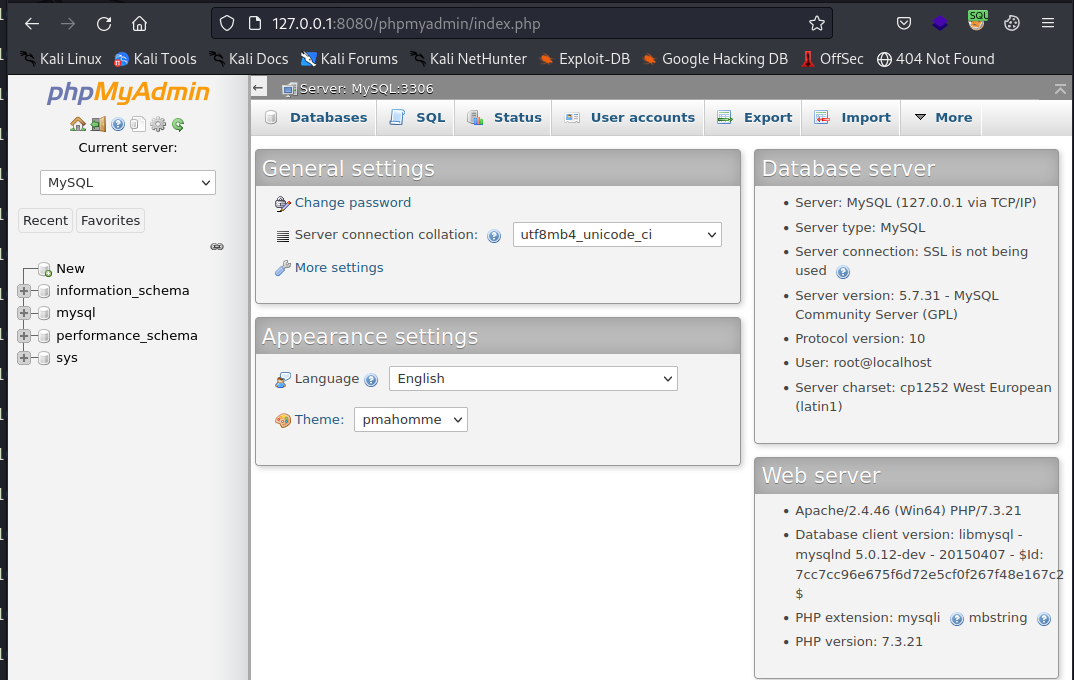 127.0.0.1:8080/phpmyadmin/index.php
SQL
Kali Linux Kali Tools Kali Docs Kali Forums Kali NetHunter Exploit-DB Google Hacking DB OffSec 404 Not Found
phpMyAdmin
Current server:
MySQL
Recent Favorites
New
information_schema
mysql
performance_schema
sys
Server: MySQL:3306
Databases SQL Status User accounts Export Import More
General settings
Change password
Server connection collation: utf8mb4_unicode_ci
More settings
Appearance settings
Language English
Theme: pmahomme
Database server
Server: MySQL (127.0.0.1 via TCP/IP)
Server type: MySQL
Server connection: SSL is not being
used
Server version: 5.7.31 - MySQL
Community Server (GPL)
Protocol version: 10
User: root@localhost
Server charset: cp1252 West European
(latin1)
Web server
Apache/2.4.46 (Win64) PHP/7.3.21
Database client version: libmysql -
mysqlnd 5.0.12-dev - 20150407 - $Id:
7cc7cc96e675f6d72e5cf0f267f48e167c2
$
PHP extension: mysqli mbstring
PHP version: 7.3.21